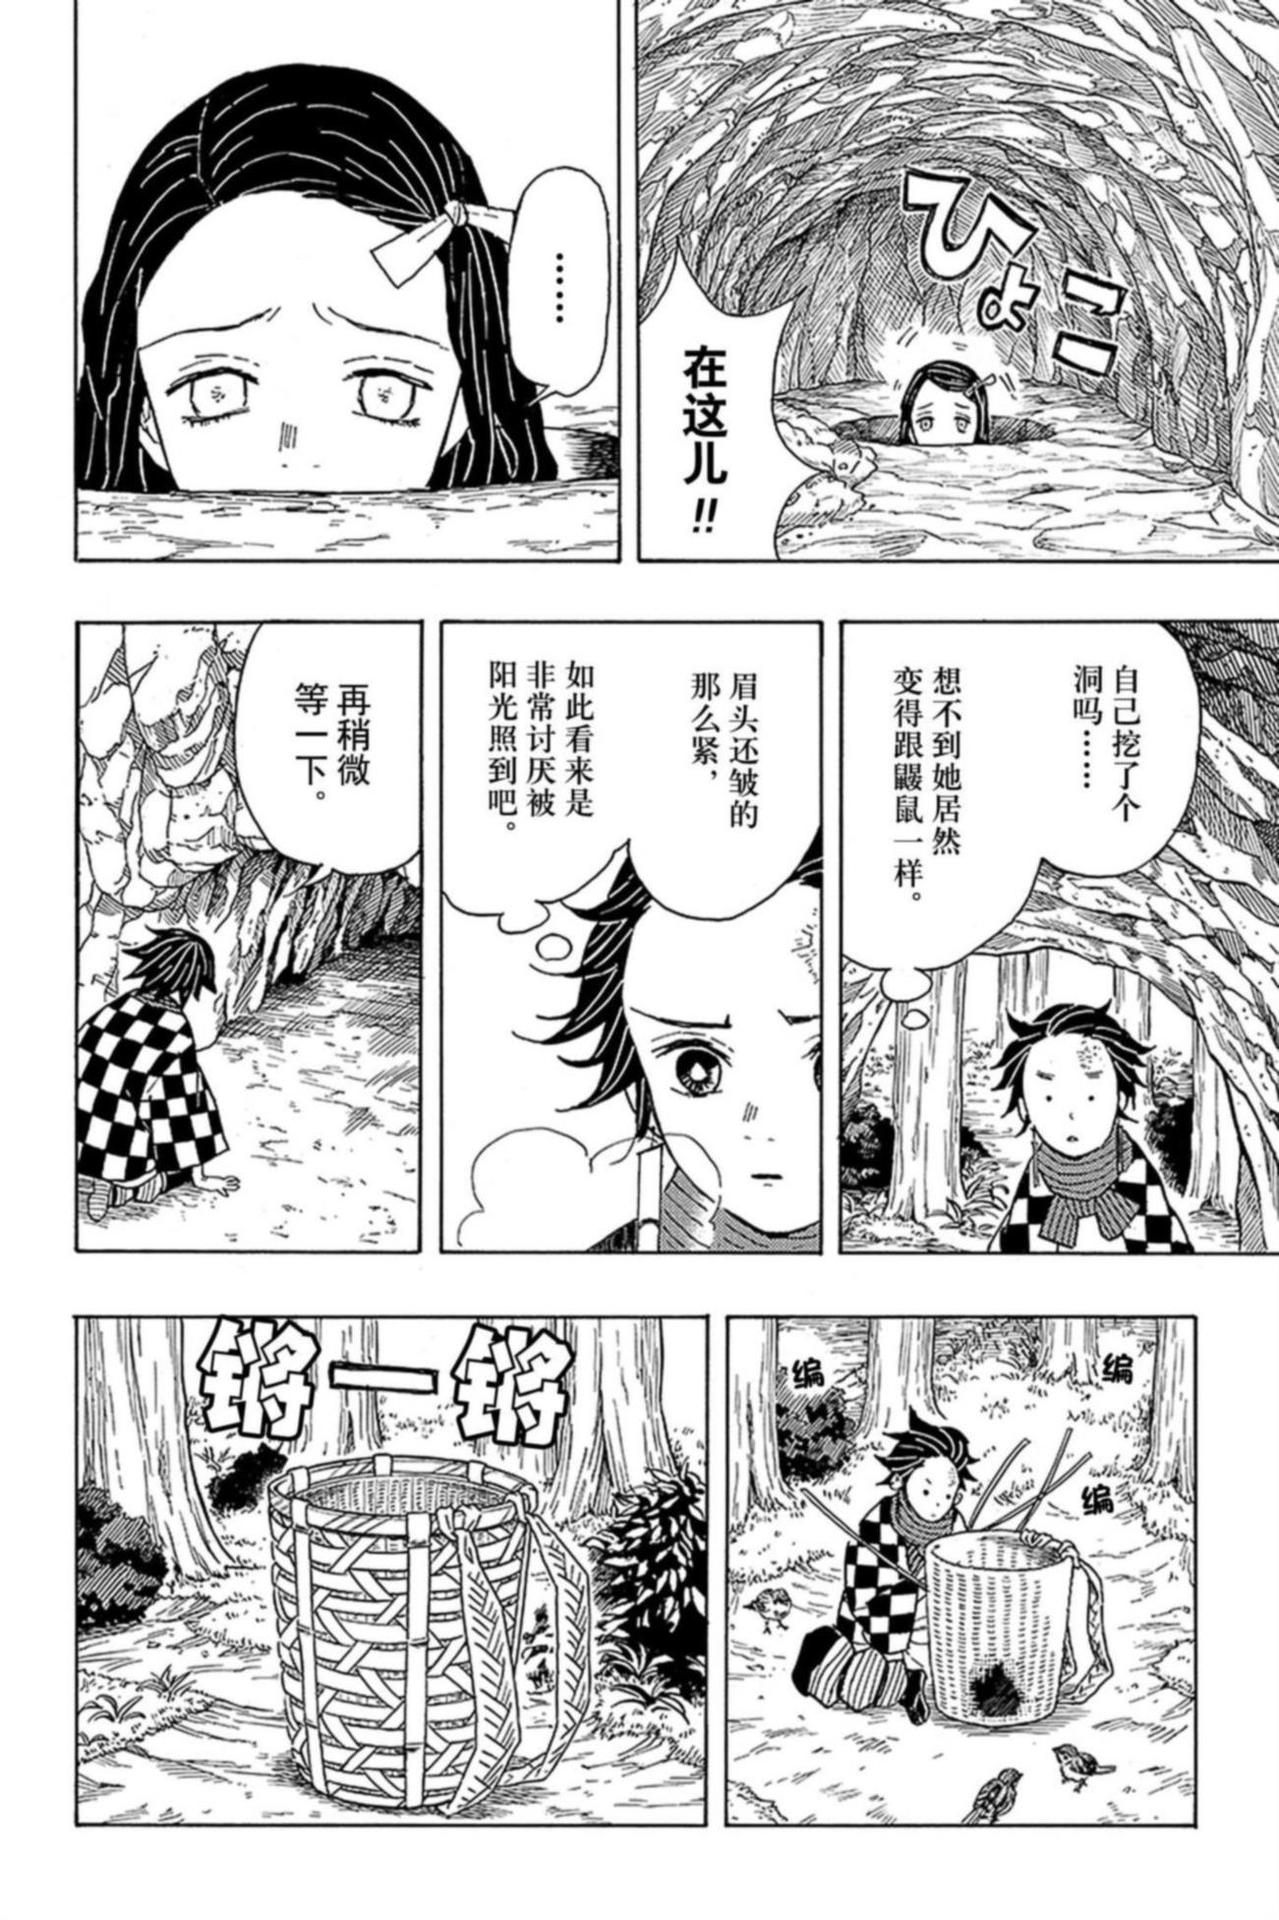 ひょこ
在这儿!!
……
自己挖了个
洞吗……
想不到她居然
变得跟鼹鼠一样。
眉头还皱的
那么紧，
如此看来是
非常讨厌被
阳光照到吧。
再稍微
等一下。
编
编
编
锵一锵